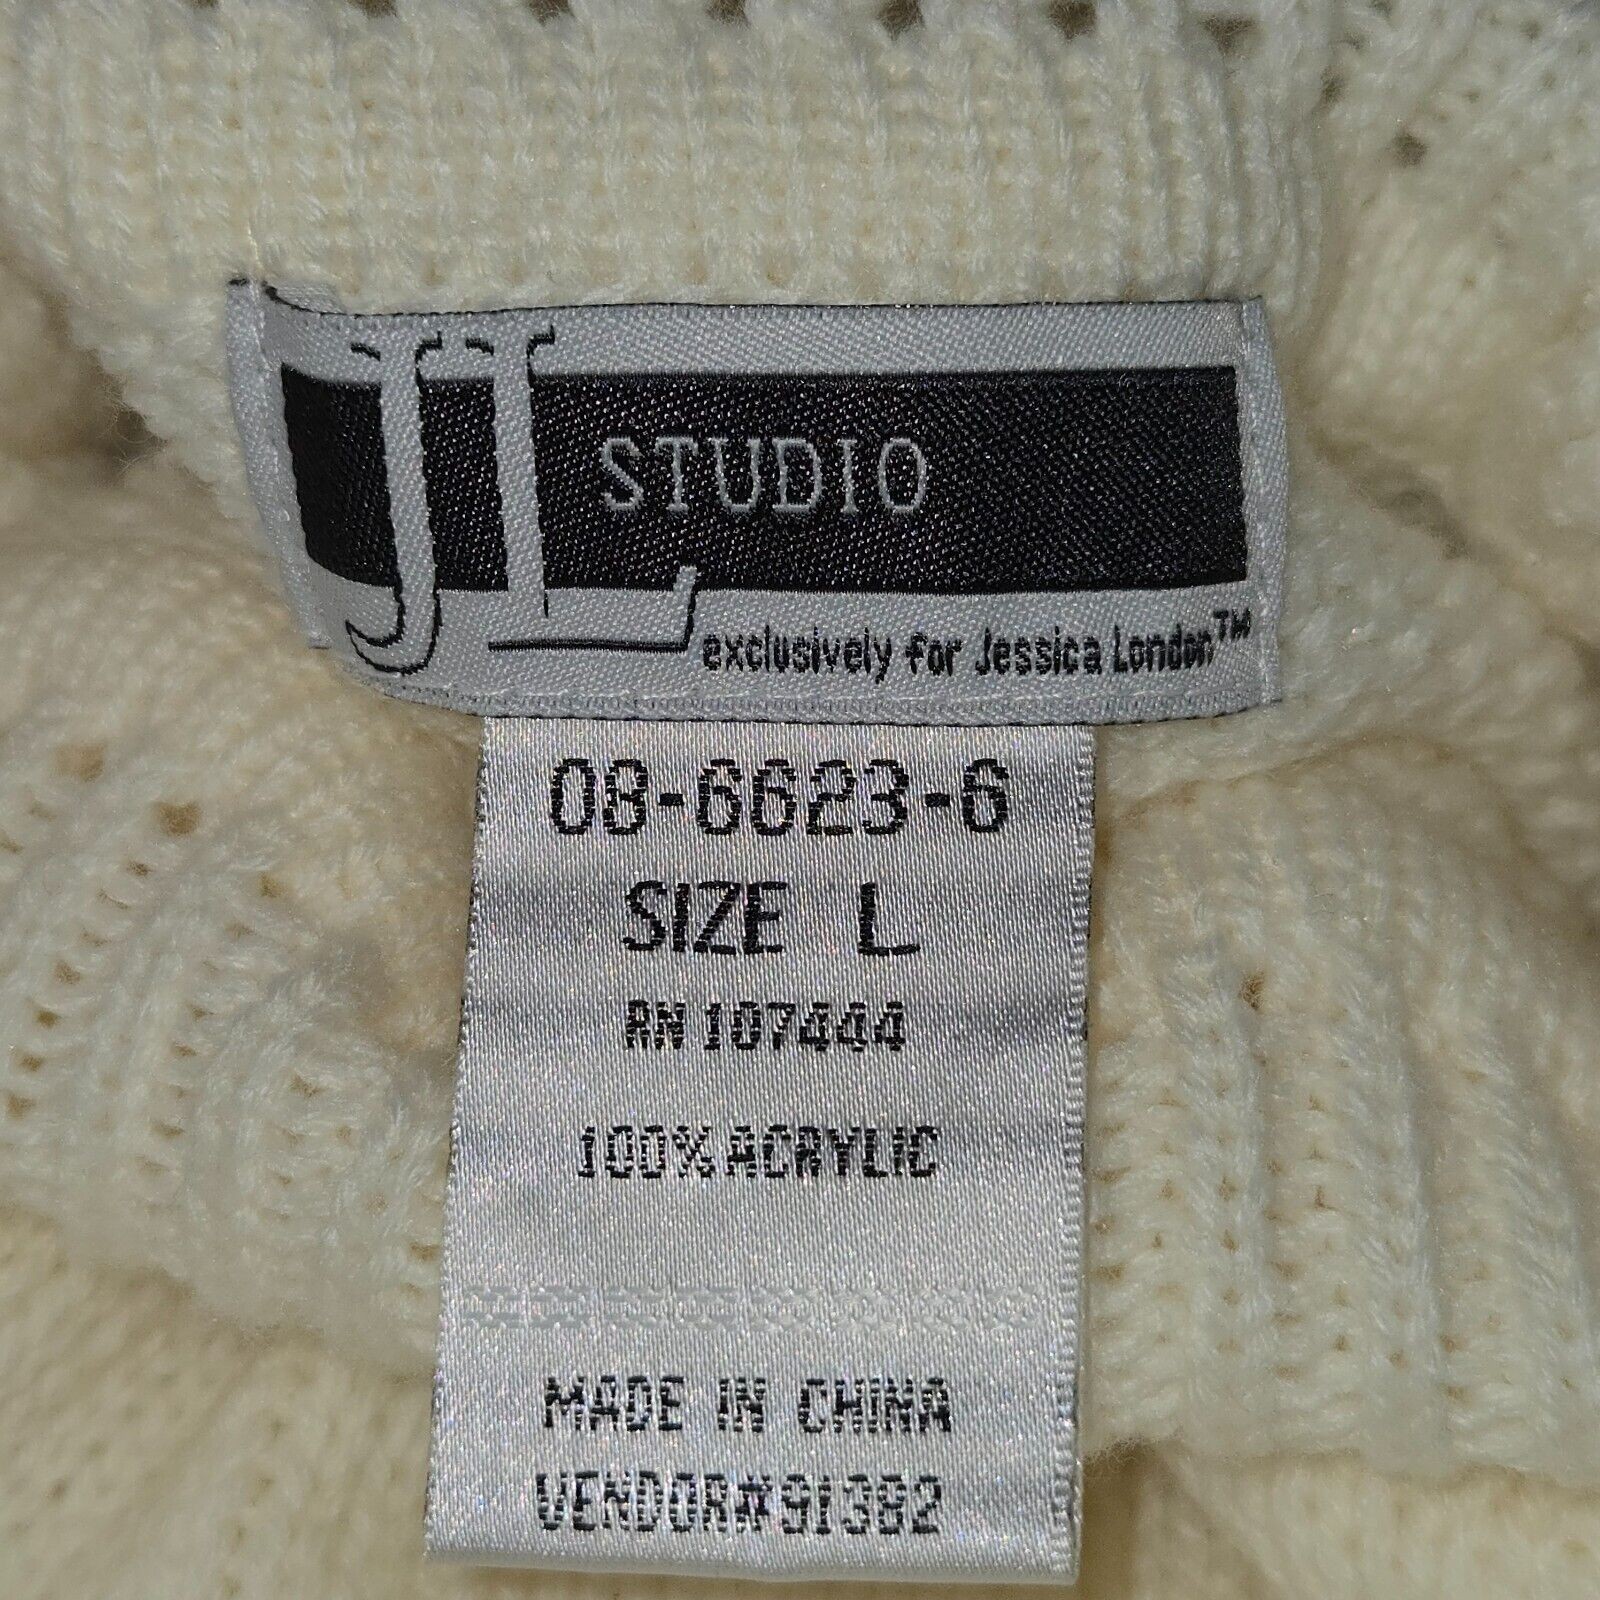 JL STUDIO
exclusively for Jessica London™
08-6623-6
SIZE L
RN 107444
100% ACRYLIC
MADE IN CHINA
VENDOR#91382